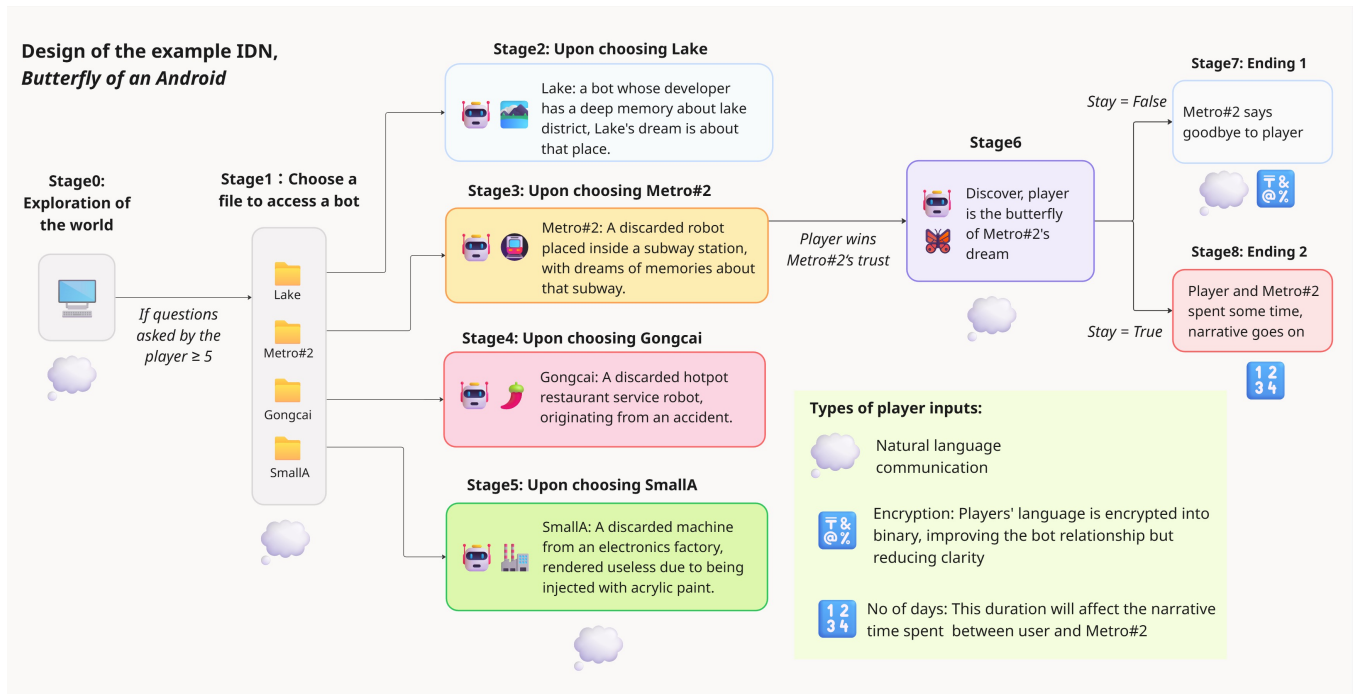 Design of the example IDN,
Butterfly of an Android
Stage0:
Exploration of
the world
If questions
asked by the
player ≥ 5
Stage1：Choose a
file to access a bot
Lake
Metro#2
Gongcai
SmallA
Stage2: Upon choosing Lake
Lake: a bot whose developer
has a deep memory about lake
district, Lake's dream is about
that place.
Stage3: Upon choosing Metro#2
Metro#2: A discarded robot
placed inside a subway station,
with dreams of memories about
that subway.
Stage4: Upon choosing Gongcai
Gongcai: A discarded hotpot
restaurant service robot,
originating from an accident.
Stage5: Upon choosing SmallA
SmallA: A discarded machine
from an electronics factory,
rendered useless due to being
injected with acrylic paint.
Player wins
Metro#2's trust
Stage6
Discover, player
is the butterfly
of Metro#2's
dream
Stay = False
Stage7: Ending 1
Metro#2 says
goodbye to player
〒&
@%
Stage8: Ending 2
Player and Metro#2
spent some time,
narrative goes on
Stay = True
1 2
3 4
Types of player inputs:
Natural language
communication
〒&
@%
Encryption: Players' language is encrypted into
binary, improving the bot relationship but
reducing clarity
1 2
3 4
No of days: This duration will affect the narrative
time spent  between user and Metro#2